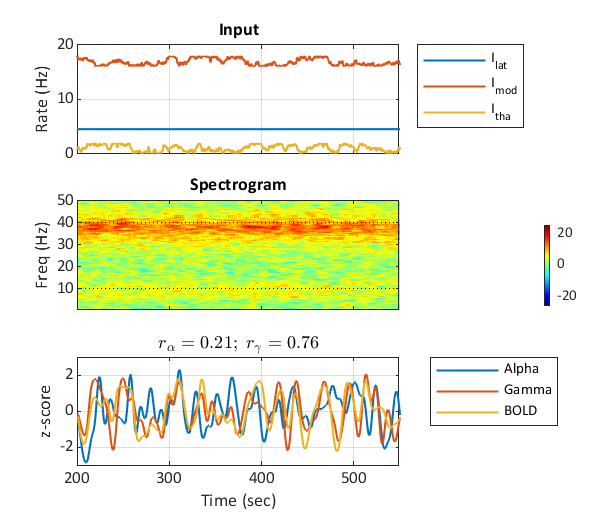 Input
20
10
0
Rate (Hz)
I_lat
I_mod
I_tha
Spectrogram
50
40
30
20
10
Freq (Hz)
20
0
-20
r_α = 0.21; r_γ = 0.76
2
0
-2
z-score
200
300
400
500
Time (sec)
Alpha
Gamma
BOLD